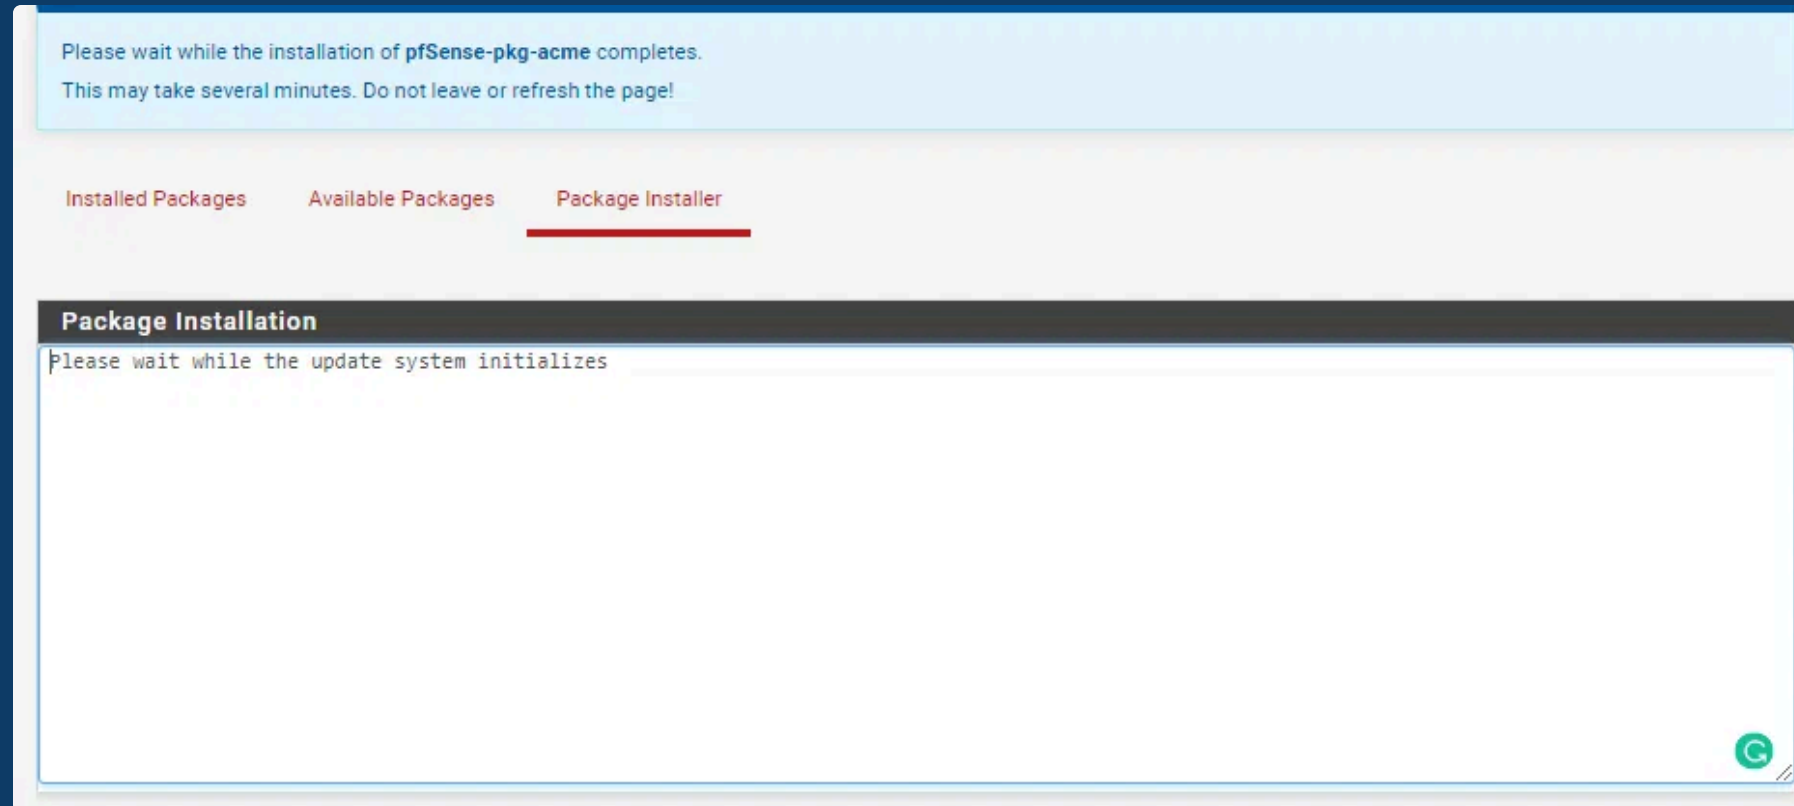 Please wait while the installation of pfSense-pkg-acme completes.
This may take several minutes. Do not leave or refresh the page!
Installed Packages
Available Packages
Package Installer
Package Installation
Please wait while the update system initializes